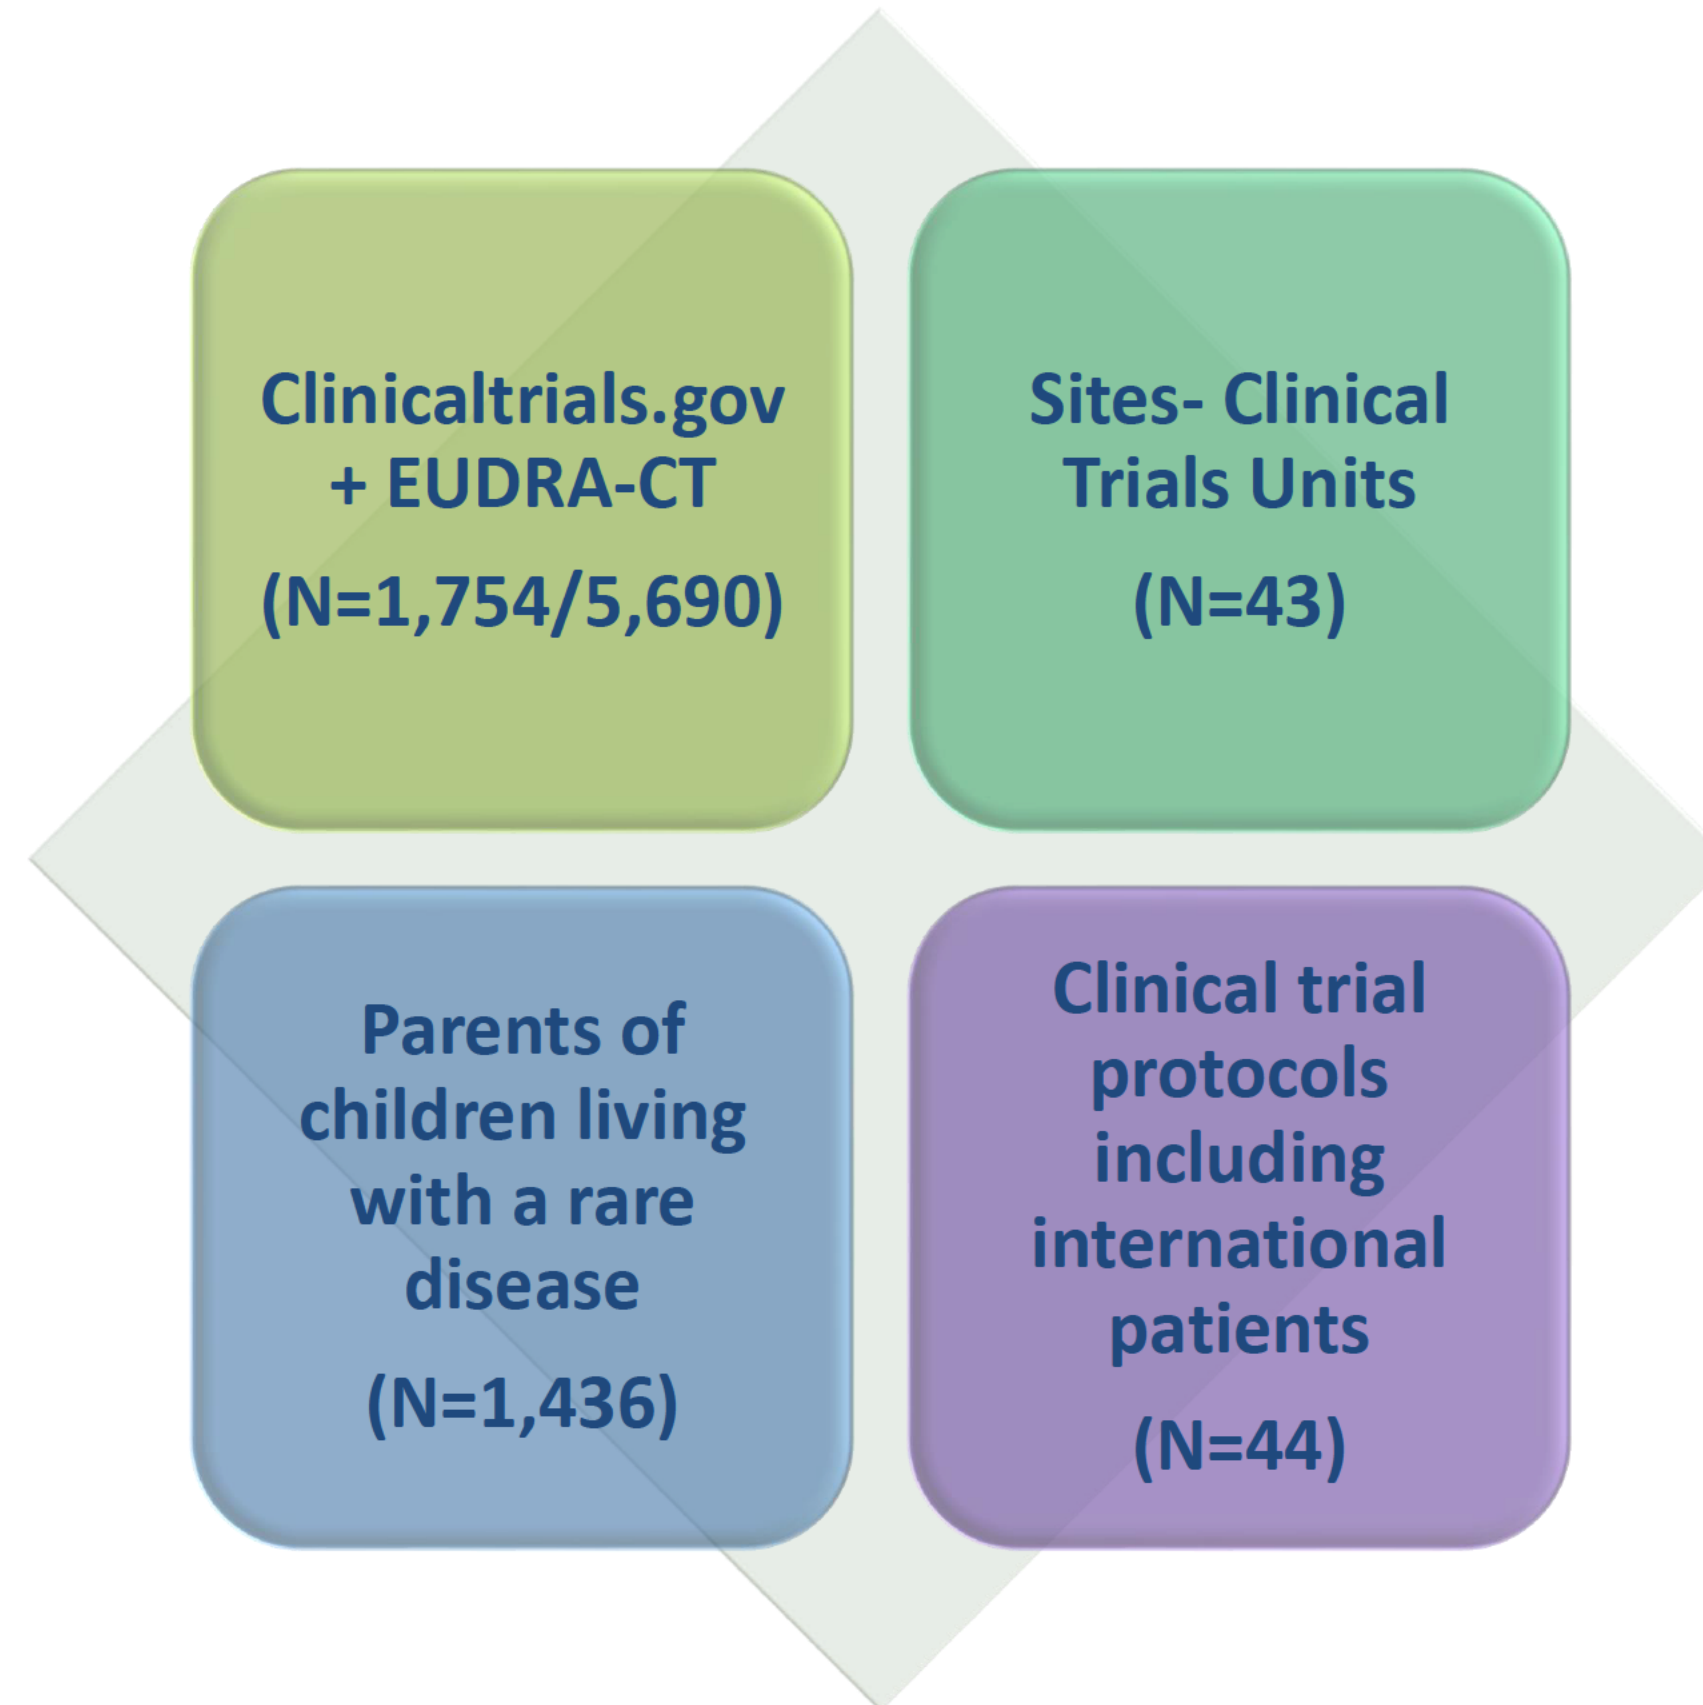 Clinicaltrials.gov
+ EUDRA-CT
(N=1,754/5,690)
Sites- Clinical
Trials Units
(N=43)
Parents of
children living
with a rare
disease
(N=1,436)
Clinical trial
protocols
including
international
patients
(N=44)